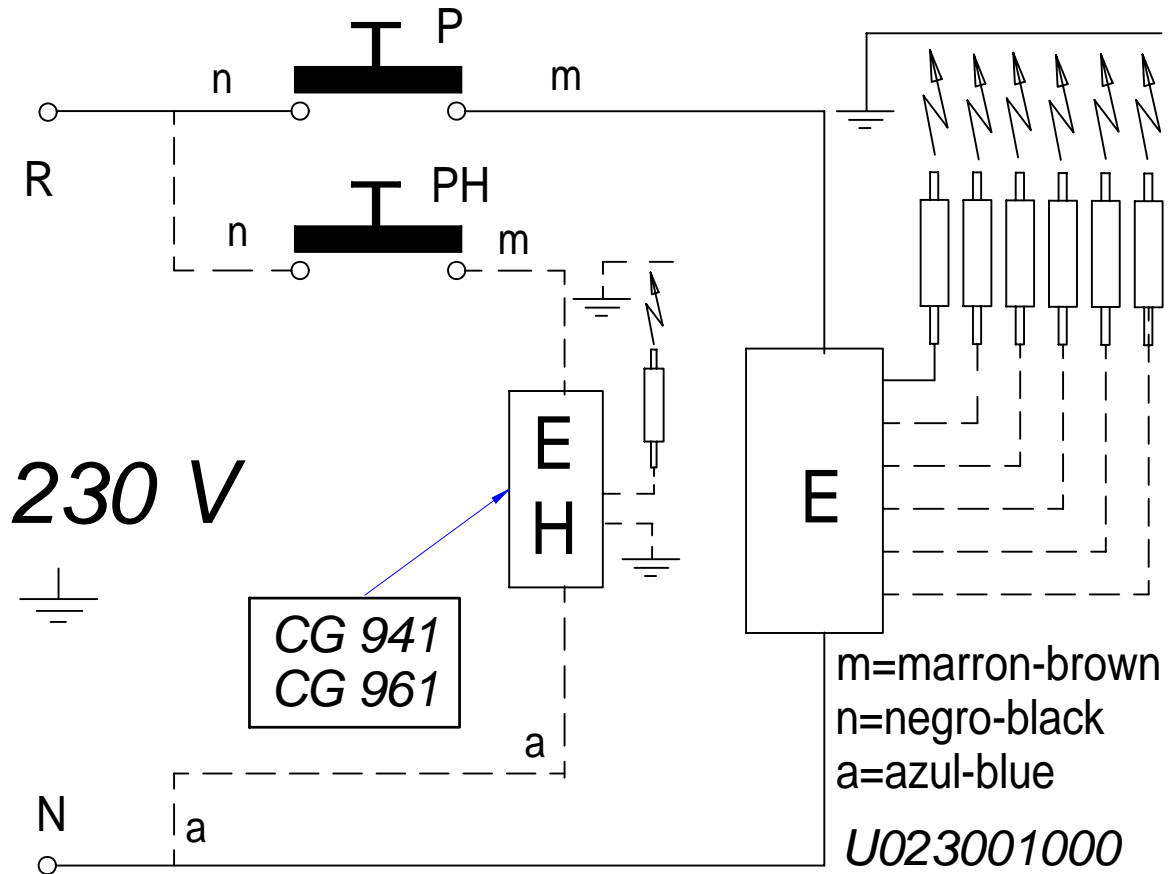 P
n
m
R
PH
n
m
230 V
E
H
E
CG 941
CG 961
m=marron-brown
n=negro-black
a=azul-blue
a
N
a
U023001000